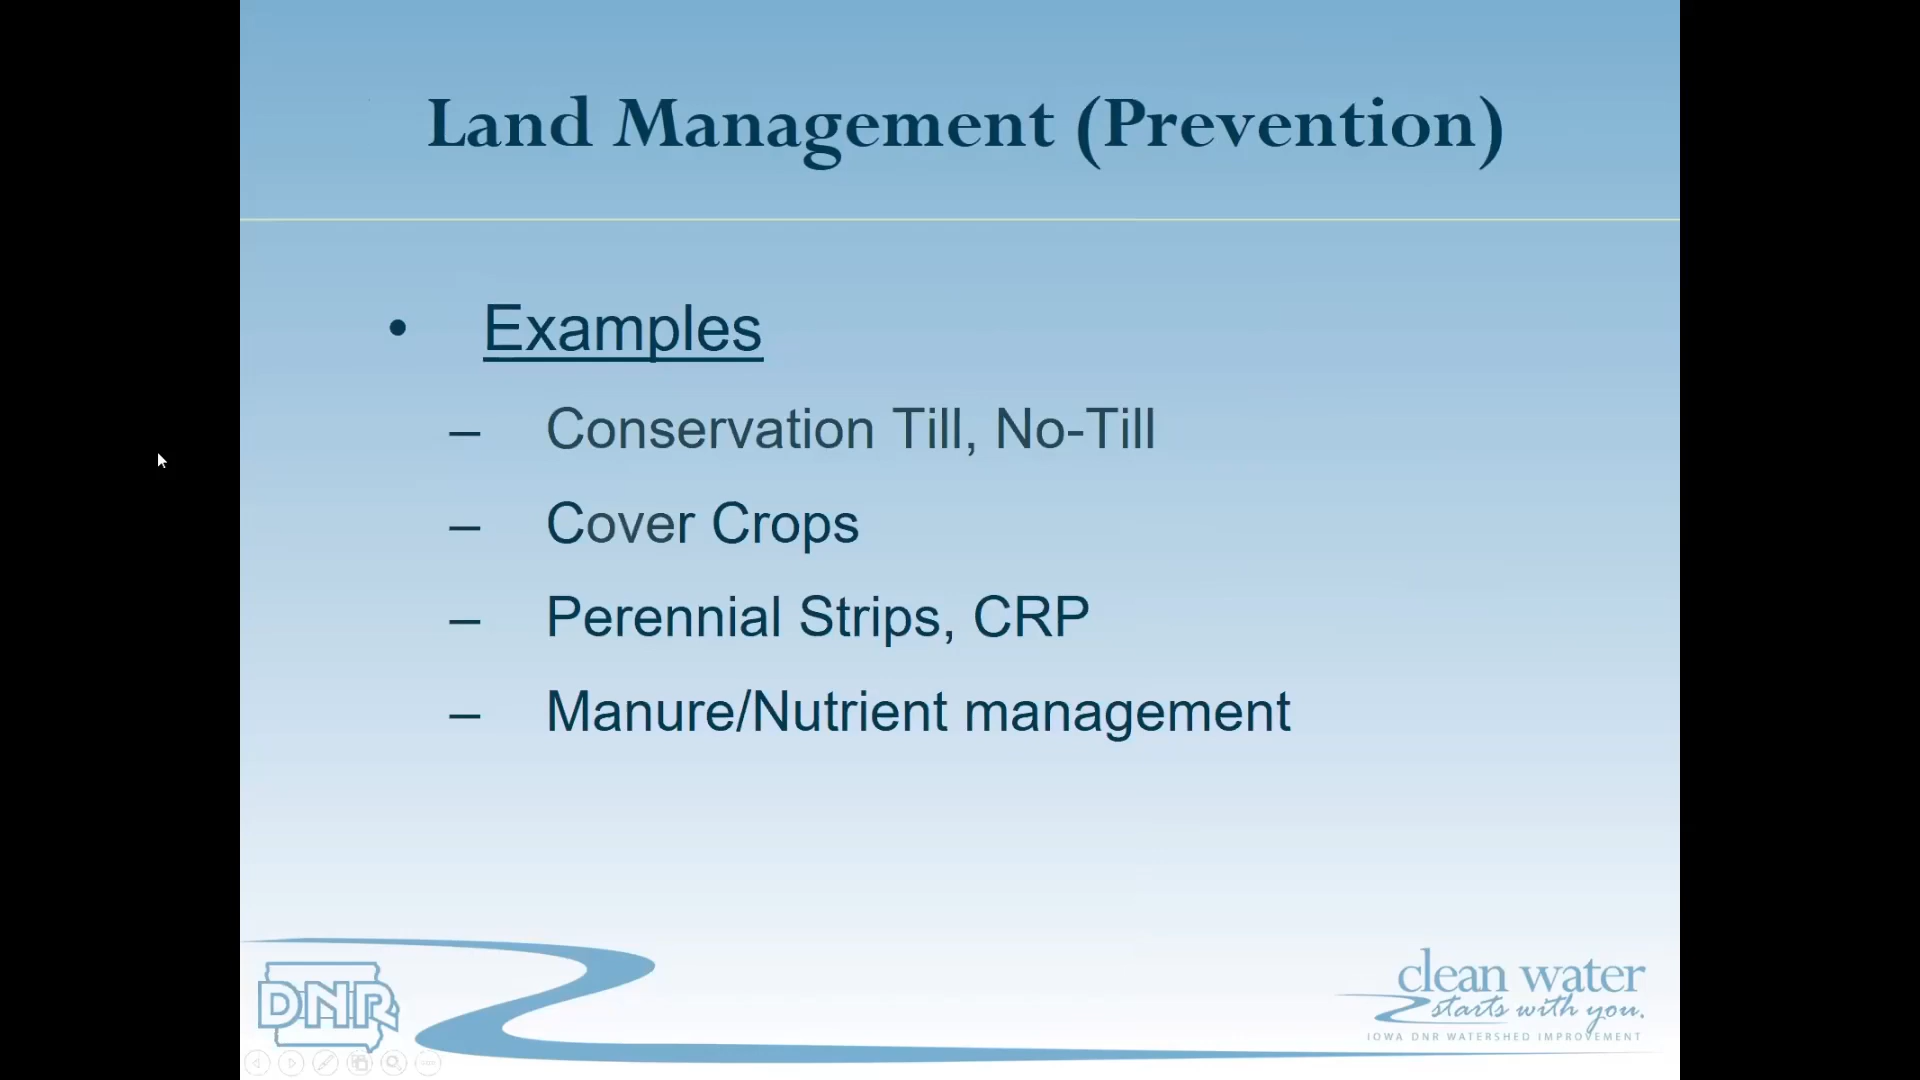 Land Management (Prevention)
• Examples
– Conservation Till, No-Till
– Cover Crops
– Perennial Strips, CRP
– Manure/Nutrient management
DNR
clean water
starts with you.
IOWA DNR WATERSHED IMPROVEMENT